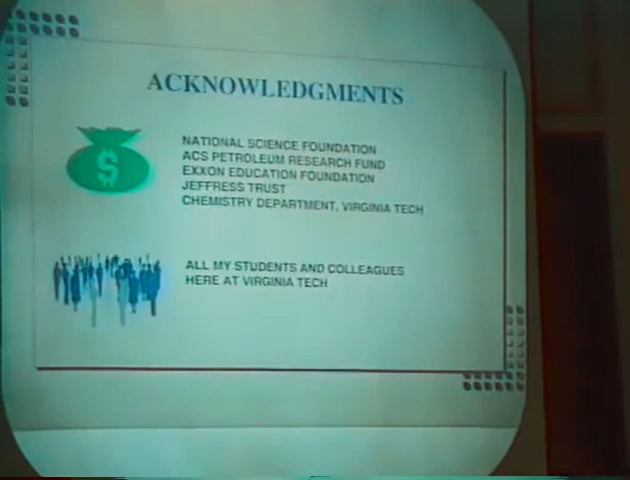 ACKNOWLEDGMENTS
$
NATIONAL SCIENCE FOUNDATION
ACS PETROLEUM RESEARCH FUND
EXXON EDUCATION FOUNDATION
JEFFRESS TRUST
CHEMISTRY DEPARTMENT, VIRGINIA TECH
ALL MY STUDENTS AND COLLEAGUES
HERE AT VIRGINIA TECH